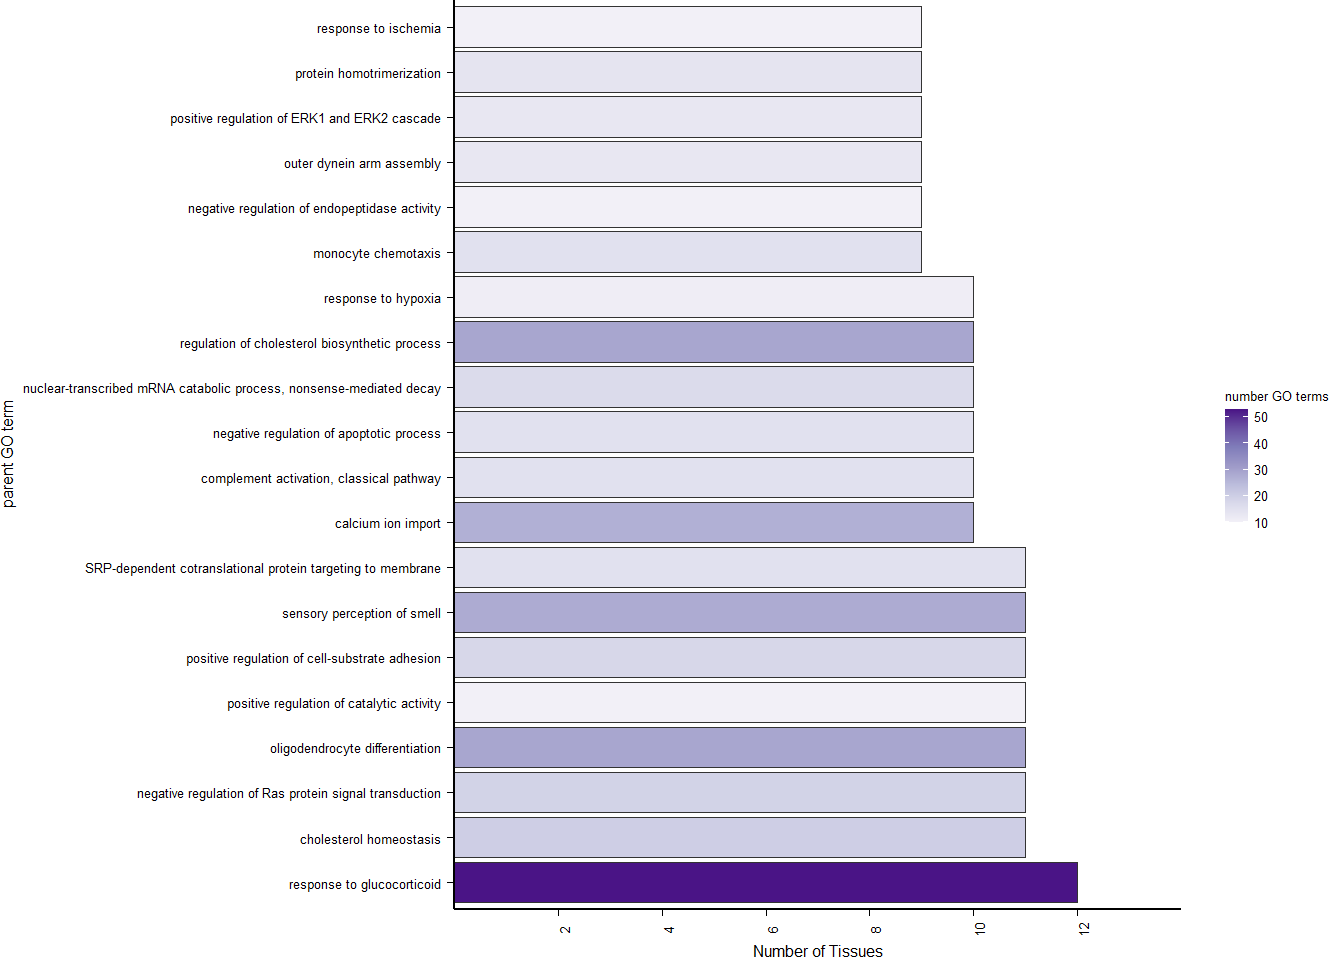 response to ischemia
protein homotrimerization
positive regulation of ERK1 and ERK2 cascade
outer dynein arm assembly
negative regulation of endopeptidase activity
monocyte chemotaxis
response to hypoxia
regulation of cholesterol biosynthetic process
nuclear-transcribed mRNA catabolic process, nonsense-mediated decay
negative regulation of apoptotic process
complement activation, classical pathway
calcium ion import
SRP-dependent cotranslational protein targeting to membrane
sensory perception of smell
positive regulation of cell-substrate adhesion
positive regulation of catalytic activity
oligodendrocyte differentiation
negative regulation of Ras protein signal transduction
cholesterol homeostasis
response to glucocorticoid
parent GO term
2 4 6 8 10 12
Number of Tissues
number GO terms
50
40
30
20
10